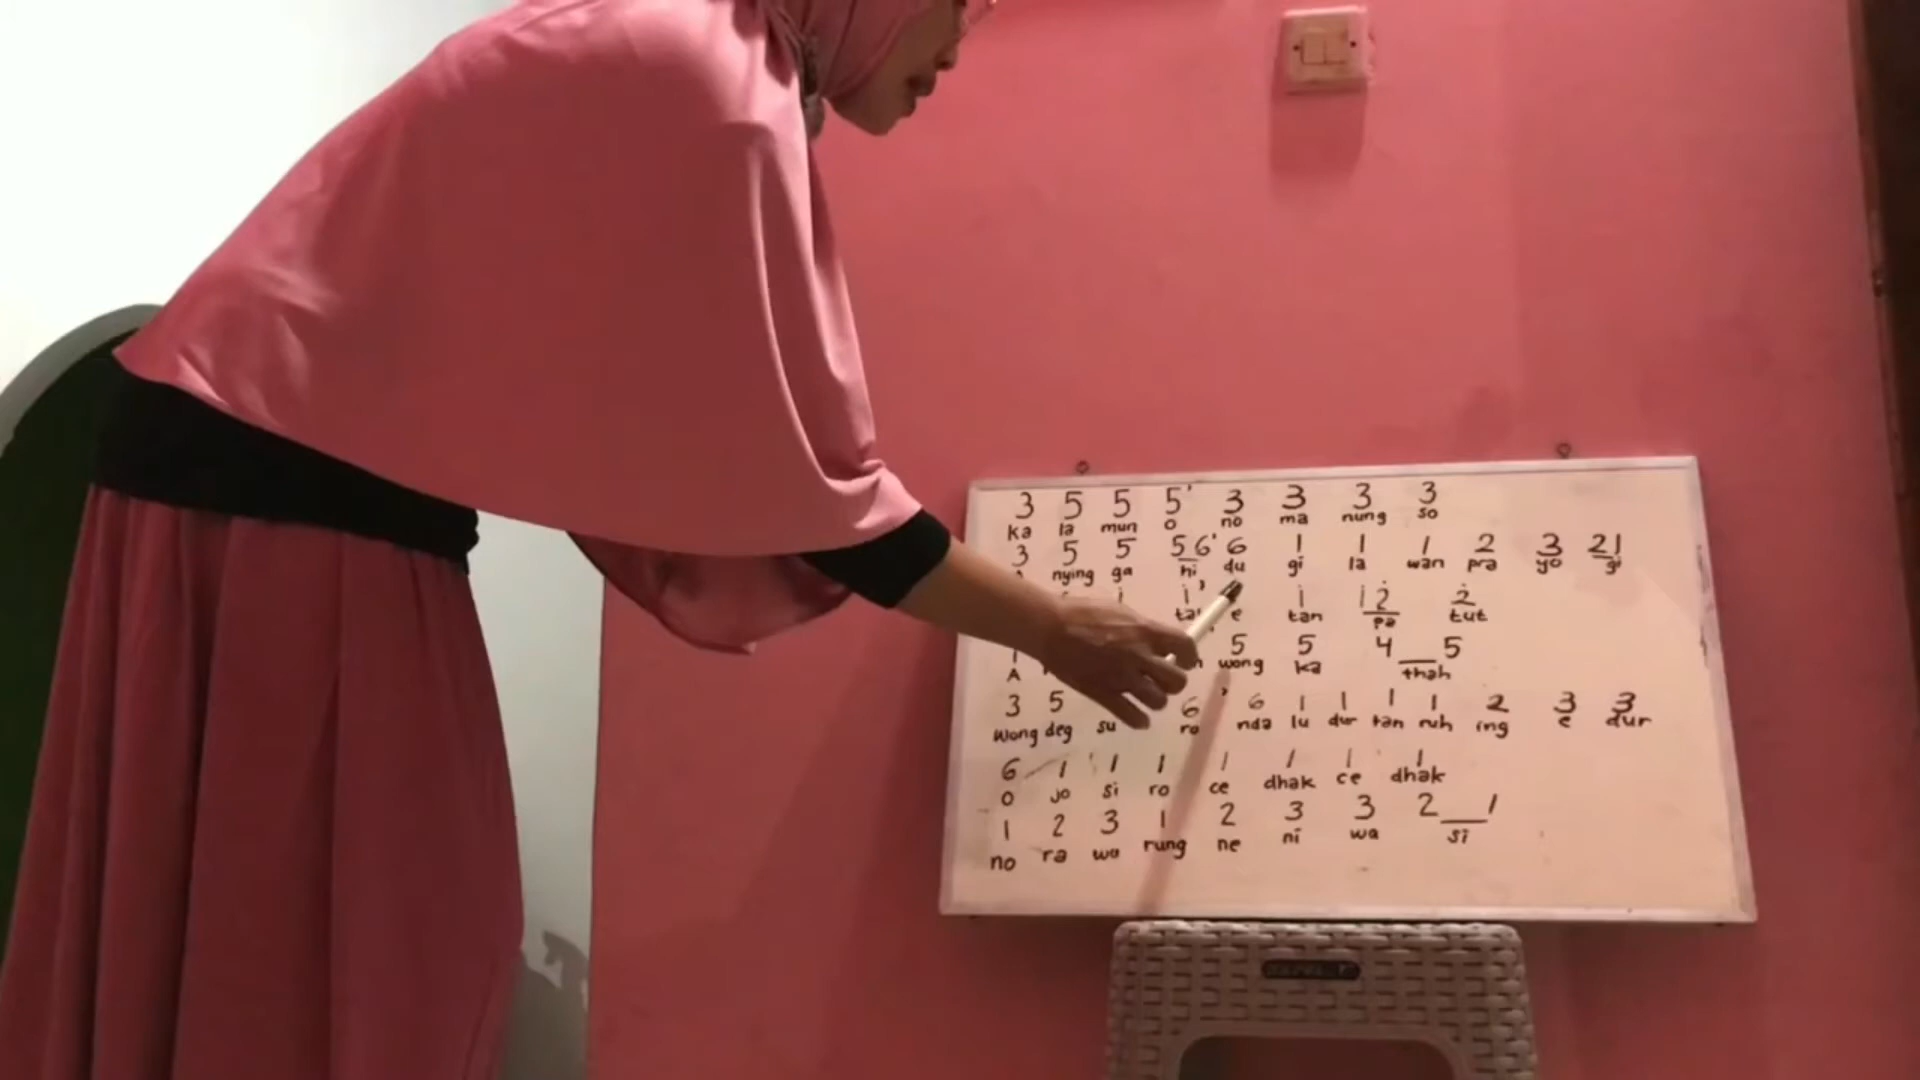 3 5 5 5' 3 3 3 3
ka la mun o no ma nung so
3 5 5 5 6' 6 1 1 1 2 3 21
nying ga ni du gi la wan pra yo gi
i i 2 2
e tan pa tut
5 5 4 5
A wong ka thah
3 5 6 6 1 1 1 1 2 3 3
Wong deg su ro nda lu dur tan ruh ing e dur
6 1 1 1 1 1 1 1
O jo si ro ce dhak ce dhak
1 2 3 1 2 3 3 2 1
no ra wu rung ne ni wa si